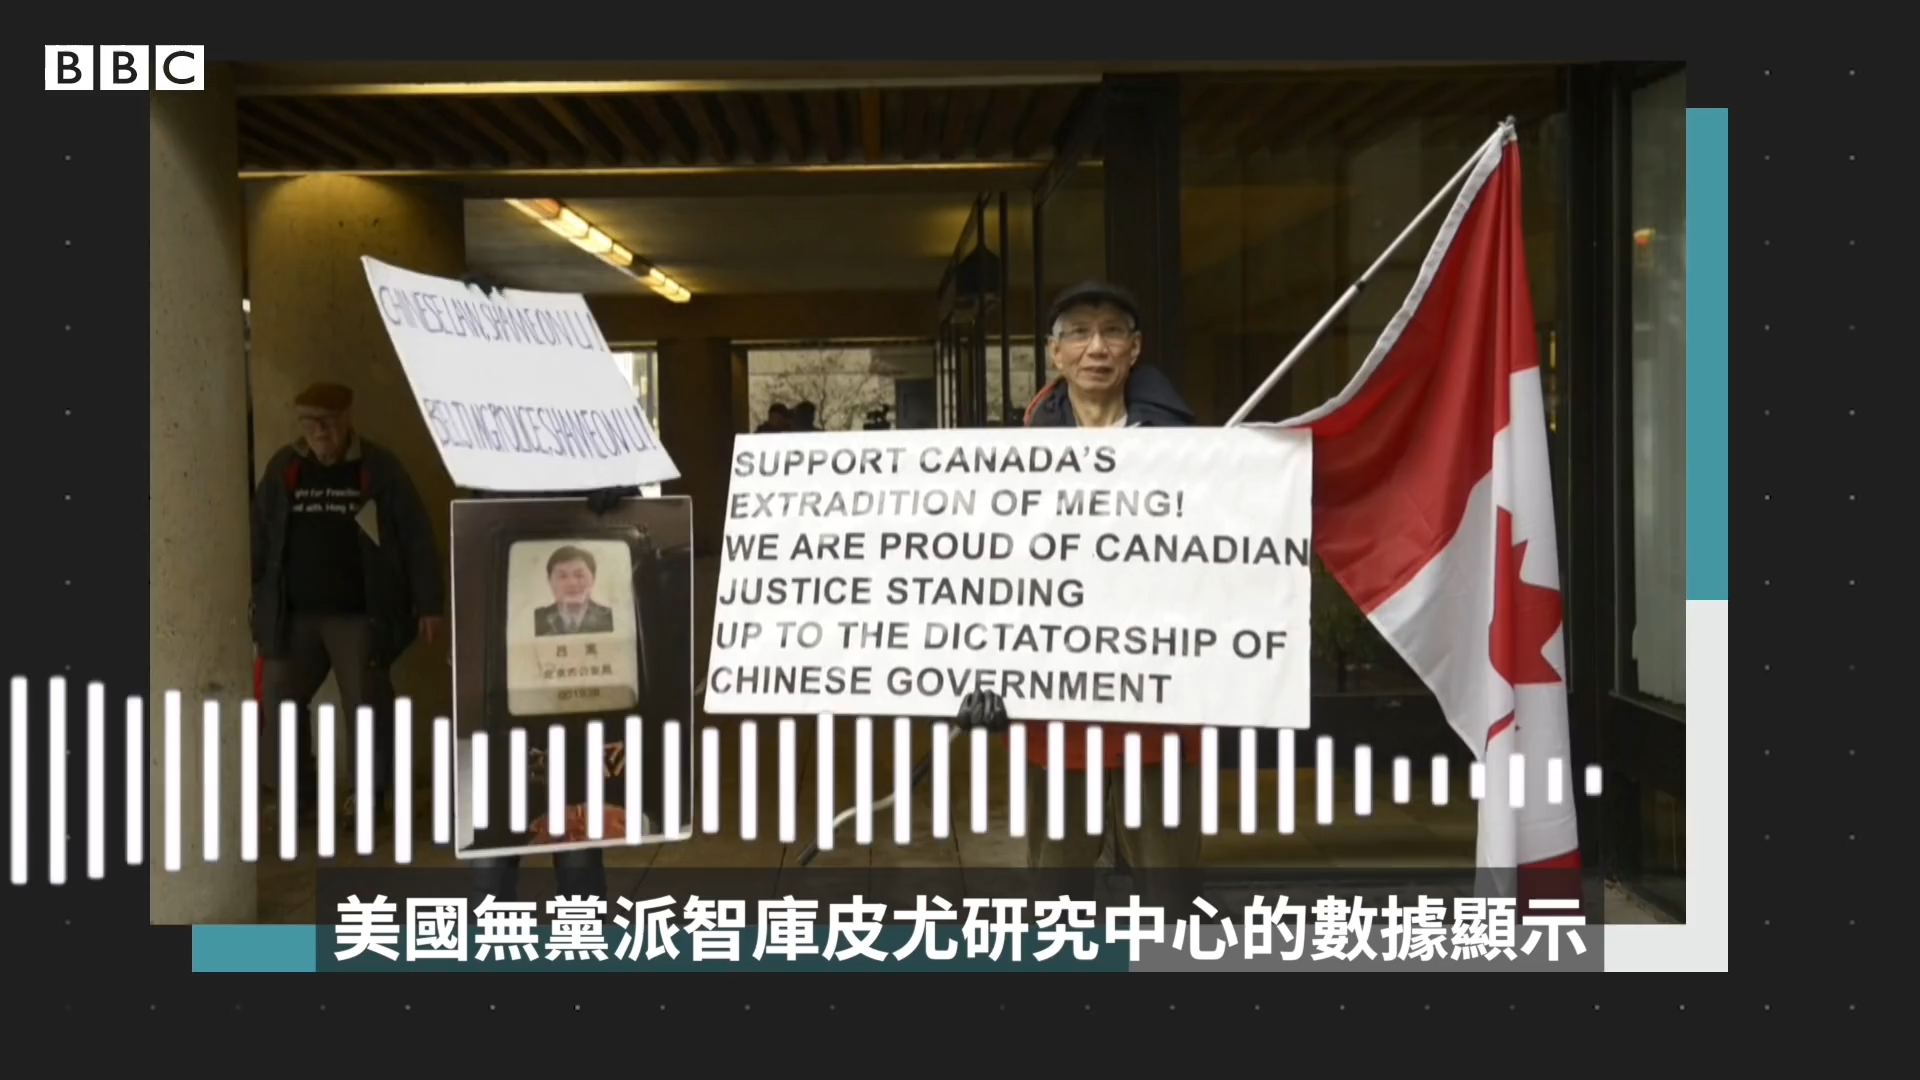 BBC
CHINESE LAW, SHAME ON U!
BEIJING POLICE, SHAME ON U!
SUPPORT CANADA'S
EXTRADITION OF MENG!
WE ARE PROUD OF CANADIAN
JUSTICE STANDING
UP TO THE DICTATORSHIP OF
CHINESE GOVERNMENT
美國無黨派智庫皮尤研究中心的數據顯示